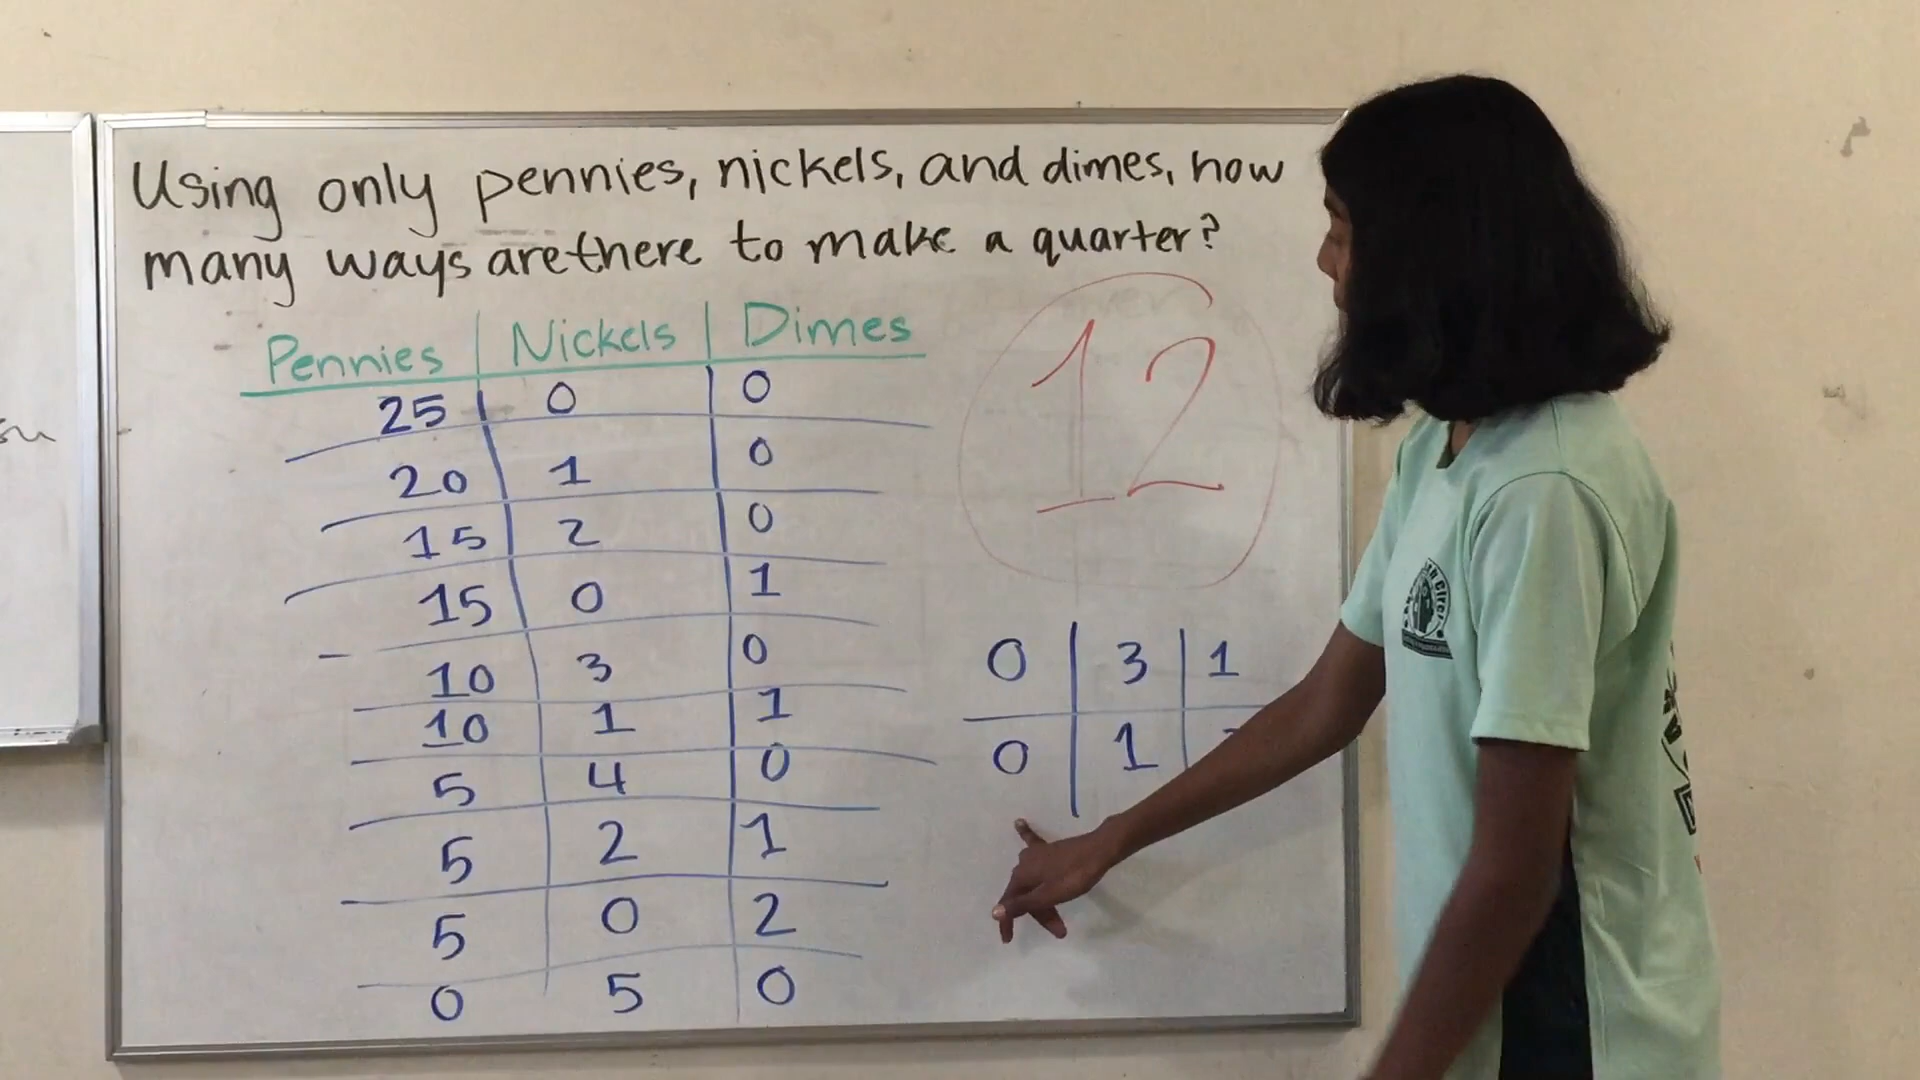 Using only pennies, nickels, and dimes, how
many ways are there to make a quarter?
Pennies Nickels Dimes
25 0 0
20 1 0
15 2 0
15 0 1
10 3 0
10 1 1
5 4 0
5 2 1
5 0 2
0 5 0
12
0 3 1
0 1